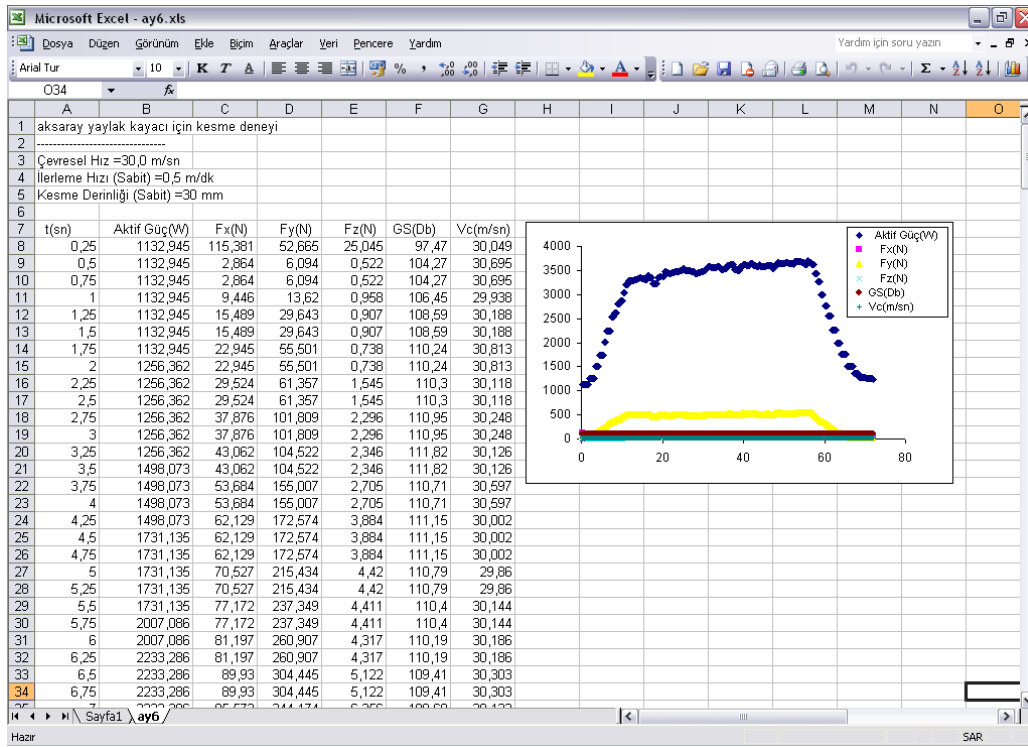 Microsoft Excel - ay6.xls
Dosya Düzen Görünüm Ekle Biçim Araçlar Veri Pencere Yardım Yardım için soru yazın
Arial Tur 10 K T A
O34 fx
A B C D E F G H I J K L M N O
1 aksaray yaylak kayacı için kesme deneyi
2 --------------------------------
3 Çevresel Hız =30,0 m/sn
4 İlerleme Hızı (Sabit) =0,5 m/dk
5 Kesme Derinliği (Sabit) =30 mm
6
7 t(sn) Aktif Güç(W) Fx(N) Fy(N) Fz(N) GS(Db) Vc(m/sn)
8 0,25 1132,945 115,381 52,665 25,045 97,47 30,049
9 0,5 1132,945 2,864 6,094 0,522 104,27 30,695
10 0,75 1132,945 2,864 6,094 0,522 104,27 30,695
11 1 1132,945 9,446 13,62 0,958 106,45 29,938
12 1,25 1132,945 15,489 29,643 0,907 108,59 30,188
13 1,5 1132,945 15,489 29,643 0,907 108,59 30,188
14 1,75 1132,945 22,945 55,501 0,738 110,24 30,813
15 2 1256,362 22,945 55,501 0,738 110,24 30,813
16 2,25 1256,362 29,524 61,357 1,545 110,3 30,118
17 2,5 1256,362 29,524 61,357 1,545 110,3 30,118
18 2,75 1256,362 37,876 101,809 2,296 110,95 30,248
19 3 1256,362 37,876 101,809 2,296 110,95 30,248
20 3,25 1256,362 43,062 104,522 2,346 111,82 30,126
21 3,5 1498,073 43,062 104,522 2,346 111,82 30,126
22 3,75 1498,073 53,684 155,007 2,705 110,71 30,597
23 4 1498,073 53,684 155,007 2,705 110,71 30,597
24 4,25 1498,073 62,129 172,574 3,884 111,15 30,002
25 4,5 1731,135 62,129 172,574 3,884 111,15 30,002
26 4,75 1731,135 62,129 172,574 3,884 111,15 30,002
27 5 1731,135 70,527 215,434 4,42 110,79 29,86
28 5,25 1731,135 70,527 215,434 4,42 110,79 29,86
29 5,5 1731,135 77,172 237,349 4,411 110,4 30,144
30 5,75 2007,086 77,172 237,349 4,411 110,4 30,144
31 6 2007,086 81,197 260,907 4,317 110,19 30,186
32 6,25 2233,286 81,197 260,907 4,317 110,19 30,186
33 6,5 2233,286 89,93 304,445 5,122 109,41 30,303
34 6,75 2233,286 89,93 304,445 5,122 109,41 30,303
4000
3500
3000
2500
2000
1500
1000
500
0
0 20 40 60 80
Aktif Güç(W)
Fx(N)
Fy(N)
Fz(N)
GS(Db)
Vc(m/sn)
Sayfa1 ay6
Hazır SAR